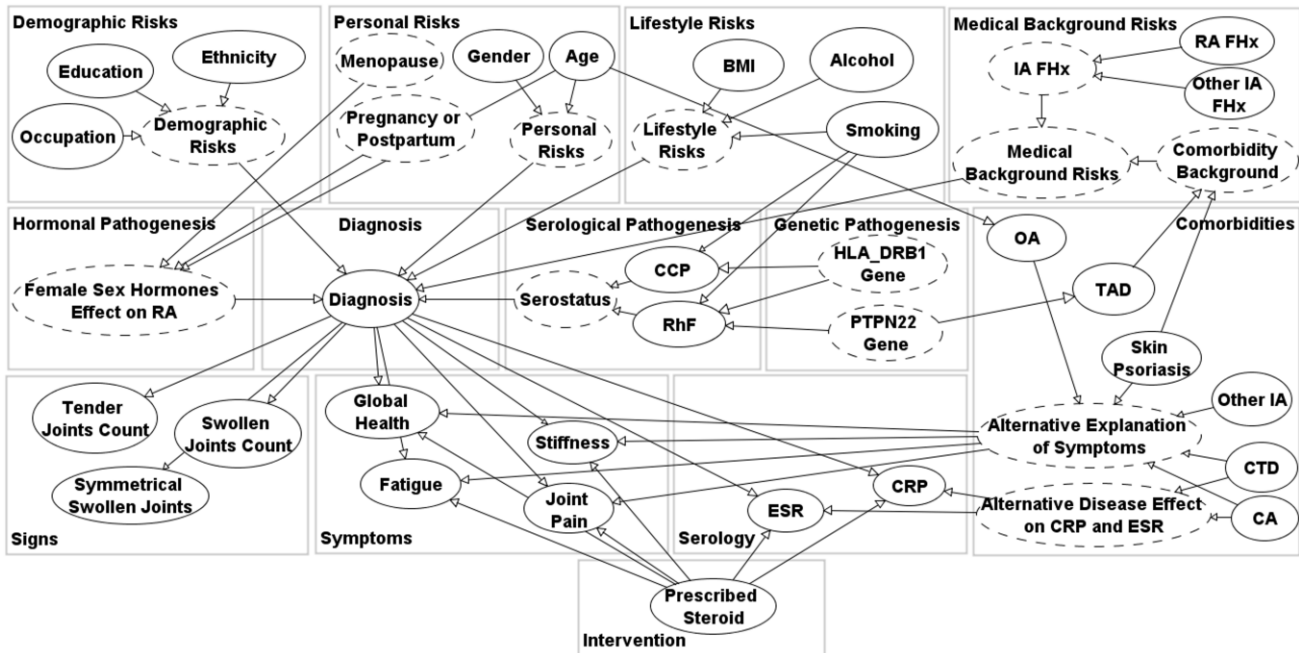 Demographic Risks
Ethnicity
Education
Occupation
Demographic
Risks
Personal Risks
Menopause
Gender
Age
Pregnancy or
Postpartum
Personal
Risks
Lifestyle Risks
BMI
Alcohol
Lifestyle
Risks
Smoking
Medical Background Risks
RA FHx
IA FHx
Other IA
FHx
Medical
Background Risks
Comorbidity
Background
Hormonal Pathogenesis
Female Sex Hormones
Effect on RA
Diagnosis
Diagnosis
Serological Pathogenesis
CCP
Serostatus
RhF
Genetic Pathogenesis
HLA_DRB1
Gene
PTPN22
Gene
Comorbidities
OA
TAD
Skin
Psoriasis
Other IA
Alternative Explanation
of Symptoms
CTD
Alternative Disease Effect
on CRP and ESR
CA
Tender
Joints Count
Swollen
Joints Count
Symmetrical
Swollen Joints
Signs
Global
Health
Stiffness
Fatigue
Joint
Pain
Symptoms
CRP
ESR
Serology
Prescribed
Steroid
Intervention